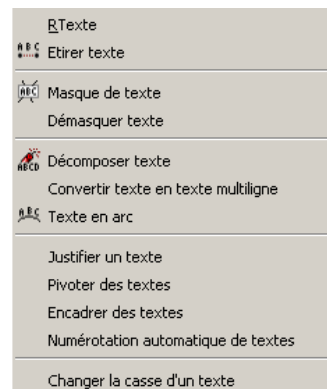 RTexte
Etirer texte
Masque de texte
Démasquer texte
Décomposer texte
Convertir texte en texte multiligne
Texte en arc
Justifier un texte
Pivoter des textes
Encadrer des textes
Numérotation automatique de textes
Changer la casse d'un texte